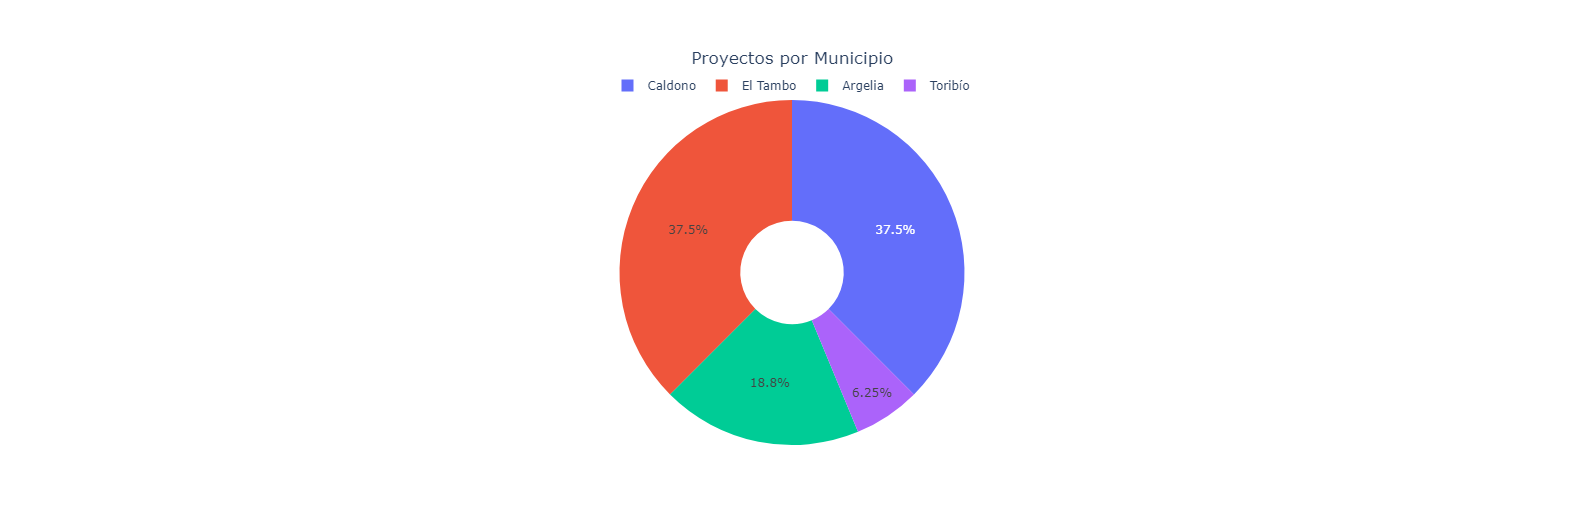 Proyectos por Municipio
Caldono El Tambo Argelia Toribío
37.5% 37.5%
18.8%
6.25%